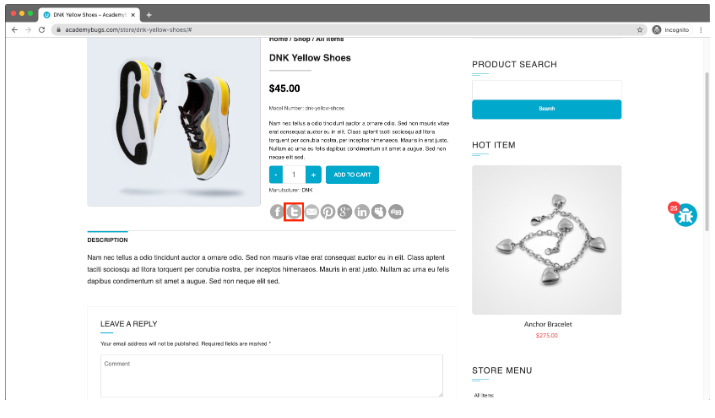 DNK Yellow Shoes – Academy
academybugs.com/store/dnk-yellow-shoes/#
Incognito
Home / Shop / All Items
DNK Yellow Shoes
$45.00
Model Number: dnk-yellow-shoes
Nam nec tellus a odio tincidunt auctor a ornare odio. Sed non mauris vitae
erat consequat auctor eu in elit. Class aptent taciti sociosqu ad litora
torquent per conubia nostra, per inceptos himenaeos. Mauris in erat justo.
Nullam ac urna eu felis dapibus condimentum sit amet a augue. Sed non
neque elit sed.
- 1 + ADD TO CART
Manufacturer: DNK
f t P g+ in digg
DESCRIPTION
Nam nec tellus a odio tincidunt auctor a ornare odio. Sed non mauris vitae erat consequat auctor eu in elit. Class aptent
taciti sociosqu ad litora torquent per conubia nostra, per inceptos himenaeos. Mauris in erat justo. Nullam ac urna eu felis
dapibus condimentum sit amet a augue. Sed non neque elit sed.
LEAVE A REPLY
Your email address will not be published. Required fields are marked *
Comment
PRODUCT SEARCH
Search
HOT ITEM
Anchor Bracelet
$275.00
25
STORE MENU
All Items